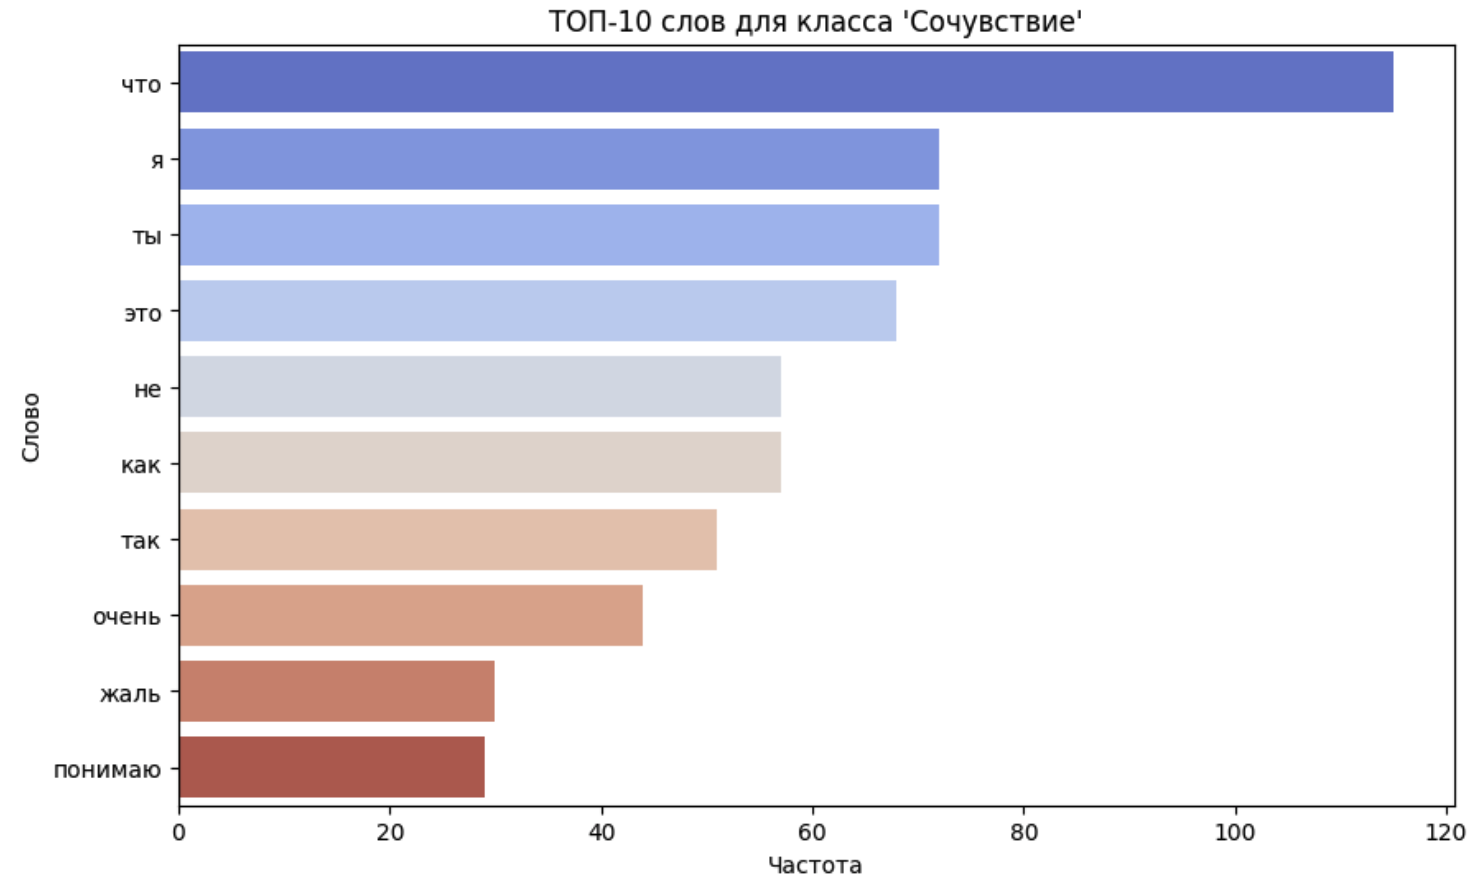 ТОП-10 слов для класса 'Сочувствие'
что
я
ты
это
не
как
так
очень
жаль
понимаю
Слово
0 20 40 60 80 100 120
Частота